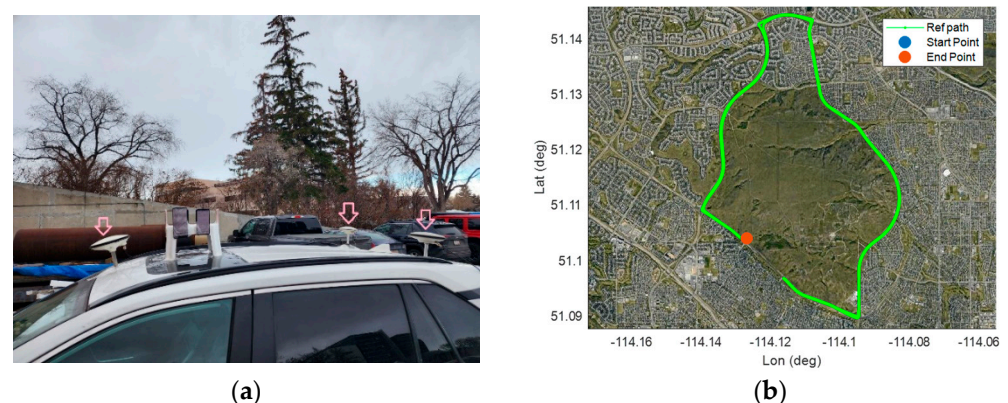 51.14
51.13
51.12
51.11
51.1
51.09
Lat (deg)
Ref path
Start Point
End Point
-114.16
-114.14
-114.12
-114.1
-114.08
-114.06
Lon (deg)
(a)
(b)